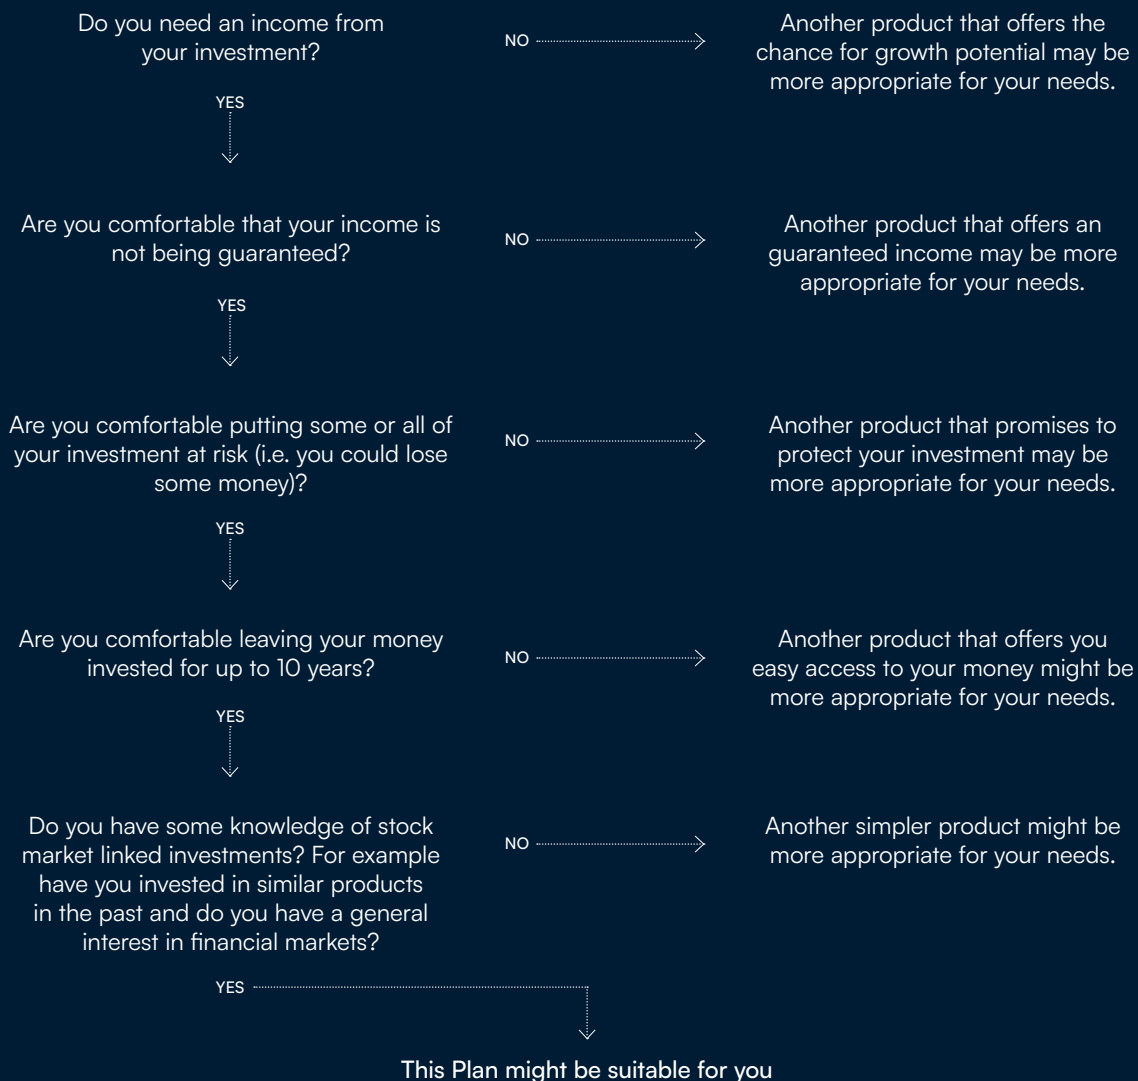 Do you need an income from
your investment?
NO
Another product that offers the
chance for growth potential may be
more appropriate for your needs.
YES
Are you comfortable that your income is
not being guaranteed?
NO
Another product that offers an
guaranteed income may be more
appropriate for your needs.
YES
Are you comfortable putting some or all of
your investment at risk (i.e. you could lose
some money)?
NO
Another product that promises to
protect your investment may be
more appropriate for your needs.
YES
Are you comfortable leaving your money
invested for up to 10 years?
NO
Another product that offers you
easy access to your money might be
more appropriate for your needs.
YES
Do you have some knowledge of stock
market linked investments? For example
have you invested in similar products
in the past and do you have a general
interest in financial markets?
NO
Another simpler product might be
more appropriate for your needs.
YES
This Plan might be suitable for you